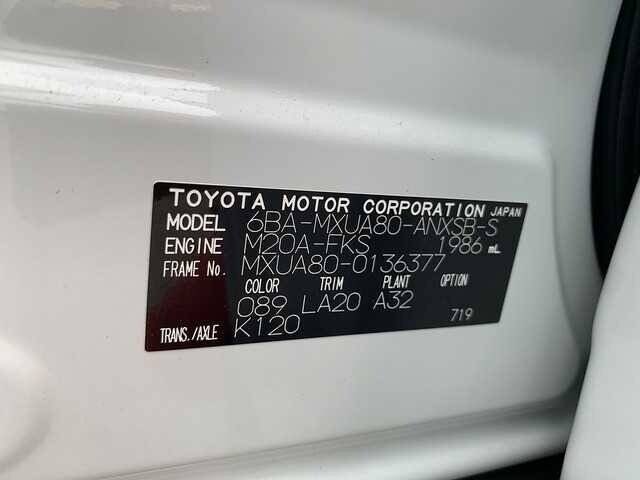 TOYOTA MOTOR CORPORATION JAPAN
MODEL 6BA-MXUA80-ANXSB-S
ENGINE M20A-FKS 1986 mL
FRAME No. MXUA80-0136377
COLOR TRIM PLANT OPTION
089 LA20 A32
TRANS./AXLE K120 719